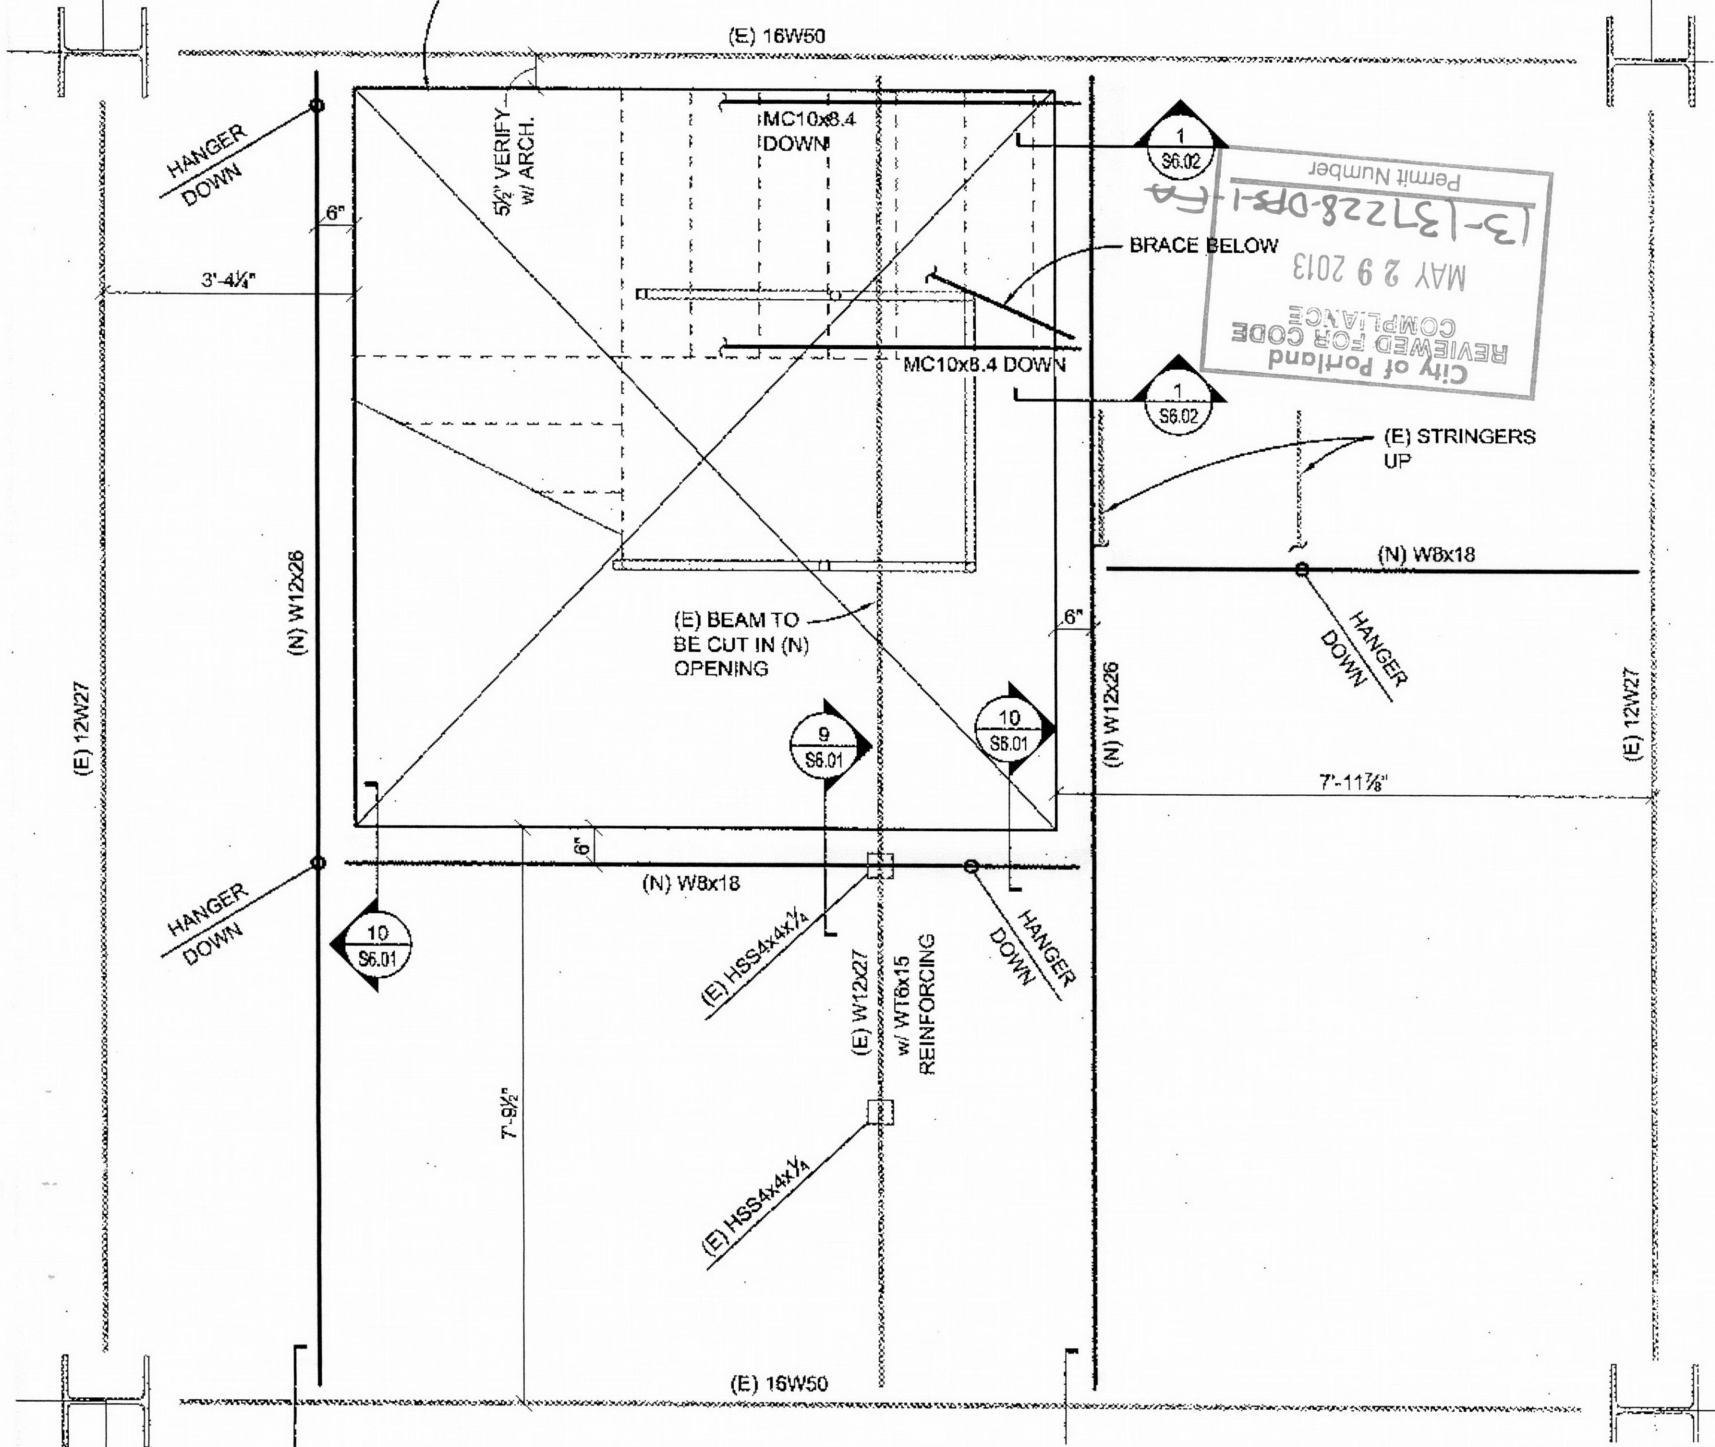 (E) 16W50
HANGER
DOWN
5½" VERIFY
w/ ARCH.
MC10x8.4
DOWN
1
S6.02
Permit Number
13-137228-DFS-1-FA
MAY 29 2013
REVIEWED FOR CODE
COMPLIANCE
City of Portland
6"
3'-4¼"
BRACE BELOW
MC10x8.4 DOWN
1
S6.02
(E) STRINGERS
UP
(N) W12x26
(N) W8x18
HANGER
DOWN
(E) BEAM TO
BE CUT IN (N)
OPENING
6"
(E) 12W27
9
S6.01
10
S6.01
(N) W12x26
(E) 12W27
7'-11⅞"
6"
(N) W8x18
HANGER
DOWN
10
S6.01
(E) HSS4x4x¼
HANGER
DOWN
(E) W12x27
w/ WT6x15
REINFORCING
7'-9½"
(E) HSS4x4x¼
(E) 16W50